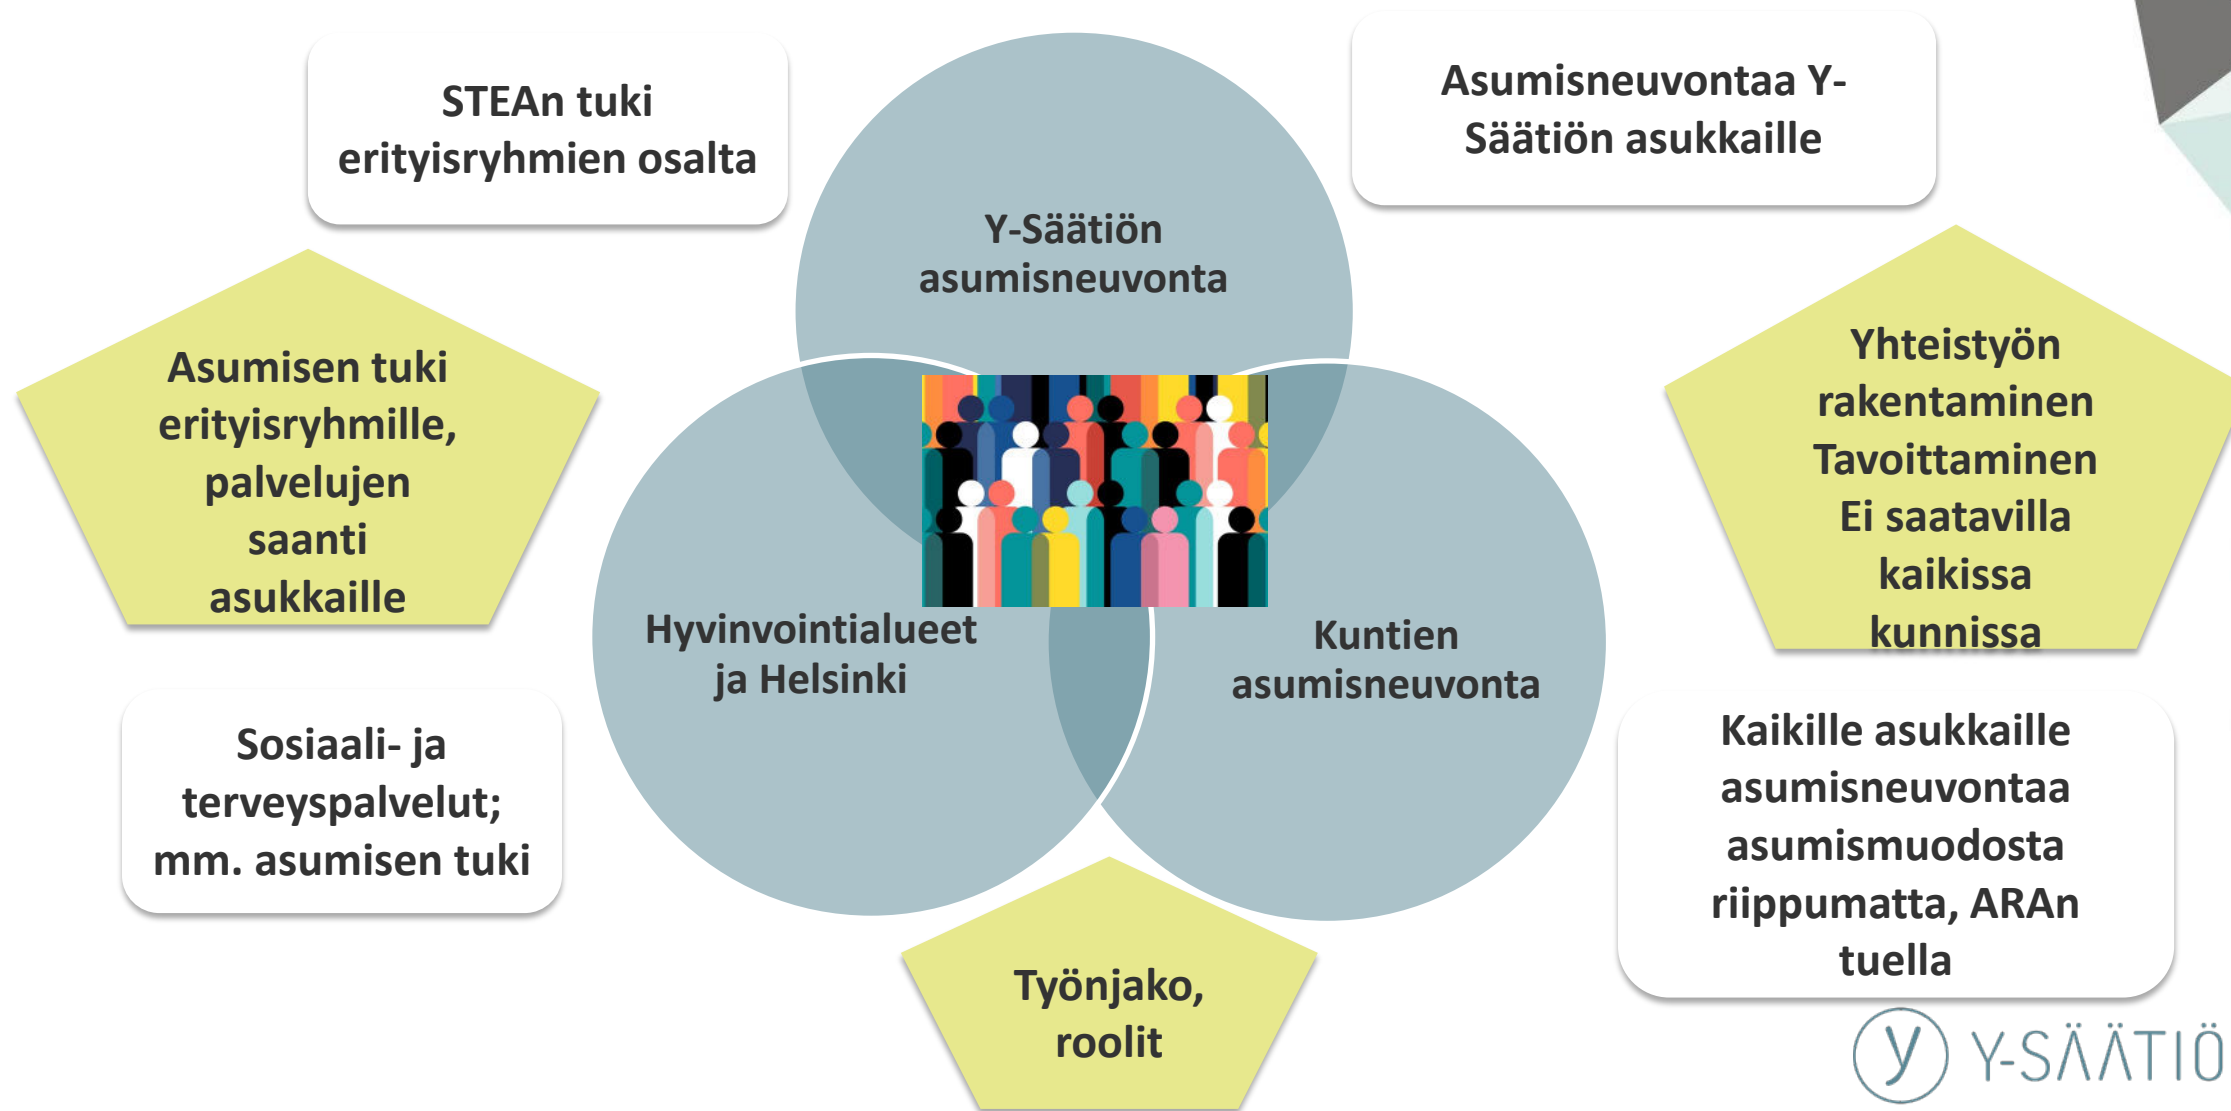 STEAn tuki
erityisryhmien osalta
Asumisneuvontaa Y-
Säätiön asukkaille
Y-Säätiön
asumisneuvonta
Asumisen tuki
erityisryhmille,
palvelujen
saanti
asukkaille
Yhteistyön
rakentaminen
Tavoittaminen
Ei saatavilla
kaikissa
kunnissa
Hyvinvointialueet
ja Helsinki
Kuntien
asumisneuvonta
Sosiaali- ja
terveyspalvelut;
mm. asumisen tuki
Kaikille asukkaille
asumisneuvontaa
asumismuodosta
riippumatta, ARAn
tuella
Työnjako,
roolit
y Y-SÄÄTIÖ